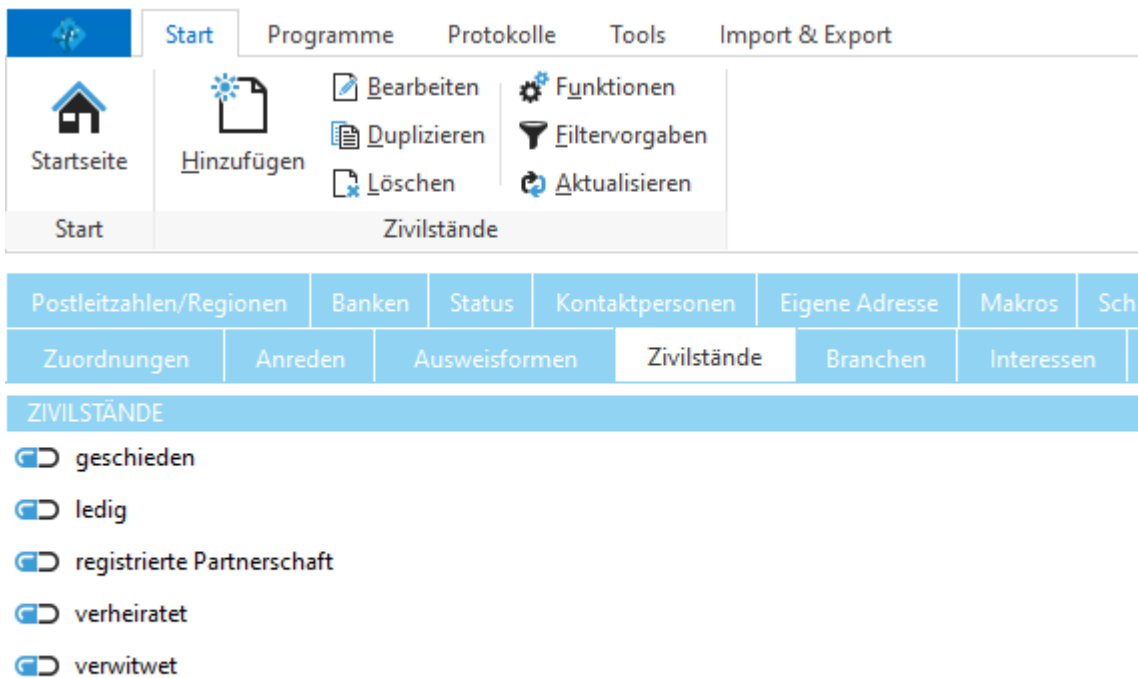 Start Programme Protokolle Tools Import & Export
Startseite
Hinzufügen
Bearbeiten
Duplizieren
Löschen
Funktionen
Filtervorgaben
Aktualisieren
Start Zivilstände
Postleitzahlen/Regionen Banken Status Kontaktpersonen Eigene Adresse Makros Sch
Zuordnungen Anreden Ausweisformen Zivilstände Branchen Interessen
ZIVILSTÄNDE
geschieden
ledig
registrierte Partnerschaft
verheiratet
verwitwet